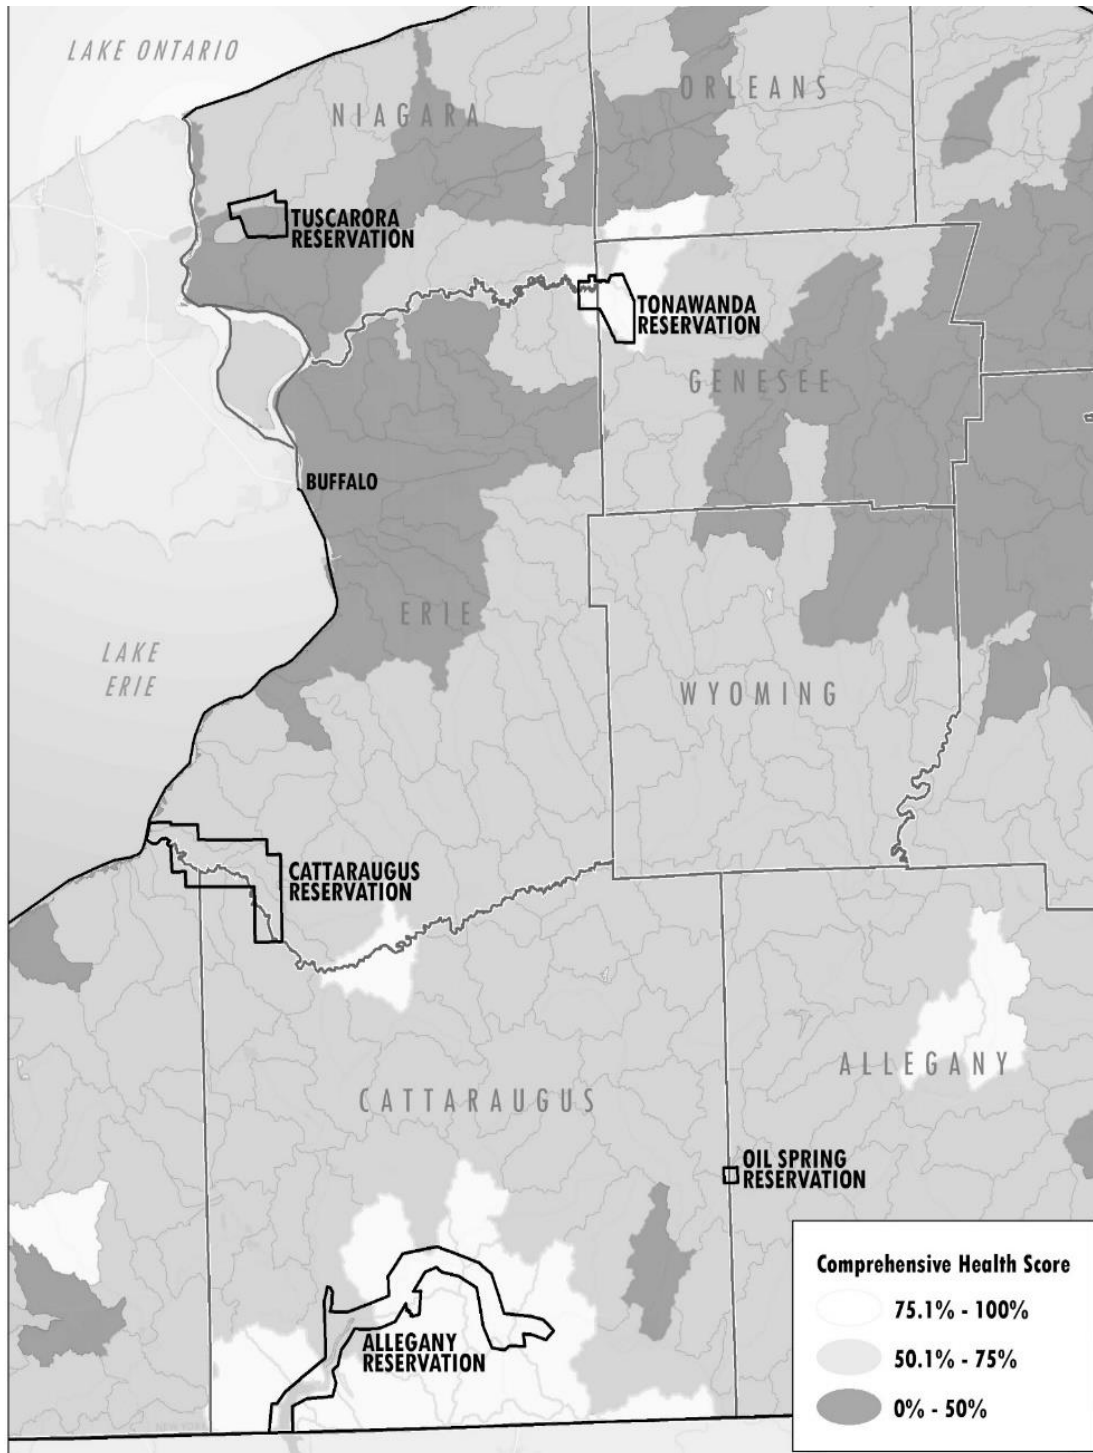 LAKE ONTARIO
NIAGARA
ORLEANS
TUSCARORA
RESERVATION
TONAWANDA
RESERVATION
GENESEE
BUFFALO
ERIE
LAKE
ERIE
WYOMING
CATTARAUGUS
RESERVATION
ALLEGANY
CATTARAUGUS
OIL SPRING
RESERVATION
ALLEGANY
RESERVATION
Comprehensive Health Score
75.1% - 100%
50.1% - 75%
0% - 50%